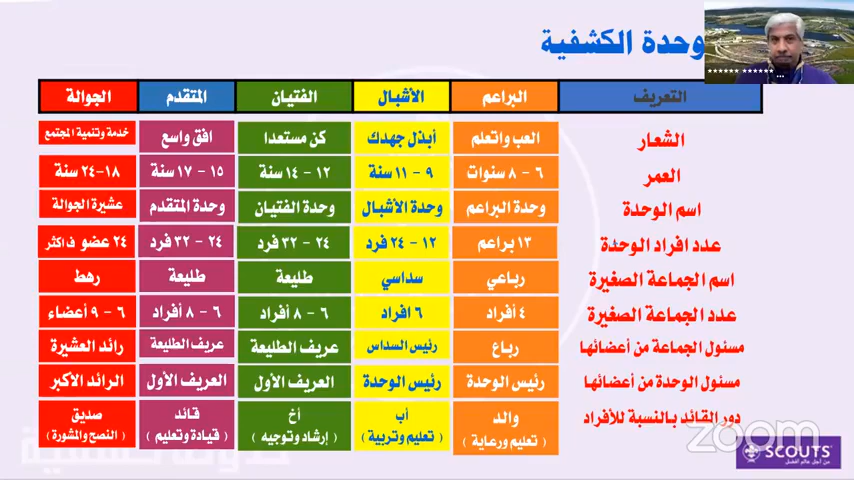 وحدة الكشفية
****** ****** ...
التعريف البراعم الأشبال الفتيان المتقدم الجوالة
الشعار العب واتعلم أبذل جهدك كن مستعدا افق واسع خدمة وتنمية المجتمع
العمر ٦ - ٨ سنوات ٩ - ١١ سنة ١٢ - ١٤ سنة ١٥ - ١٧ سنة ١٨-٢٤ سنة
اسم الوحدة وحدة البراعم وحدة الأشبال وحدة الفتيان وحدة المتقدم عشيرة الجوالة
عدد افراد الوحدة ١٣ براعم ١٢ - ٢٤ فرد ٢٤ - ٣٢ فرد ٢٤ - ٣٢ فرد ٢٤ عضو ف اكثر
اسم الجماعة الصغيرة رباعي سداسي طليعة طليعة رهط
عدد الجماعة الصغيرة ٤ أفراد ٦ افراد ٦ - ٨ أفراد ٦ - ٨ أفراد ٦ - ٩ أعضاء
مسئول الجماعة من أعضائها رباع رئيس السداس عريف الطليعة عريف الطليعة رائد العشيرة
مسئول الوحدة من أعضائها رئيس الوحدة رئيس الوحدة العريف الأول العريف الأول الرائد الأكبر
دور القائد بالنسبة للأفراد والد أب أخ قائد صديق
( تعليم ورعاية ) ( تعليم وتربية ) ( إرشاد وتوجيه ) ( قيادة وتعليم ) ( النصح والمشورة )
zoom
SCOUTS
من أجل عالم أفضل